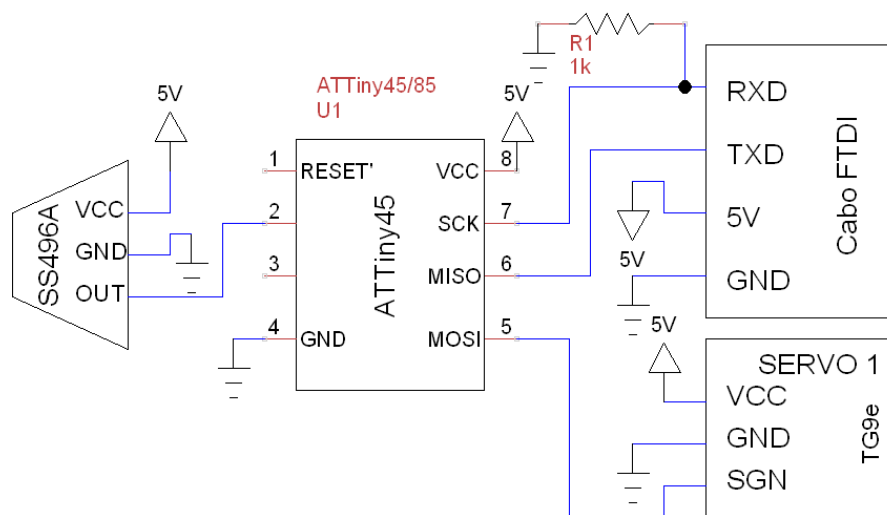 R1
1k
ATTiny45/85
U1
5V
5V
SS496A
VCC
GND
OUT
ATTiny45
1
RESET'
2
3
4
GND
VCC
8
SCK
7
MISO
6
MOSI
5
Cabo FTDI
RXD
TXD
5V
GND
5V
5V
SERVO 1
TG9e
VCC
GND
SGN